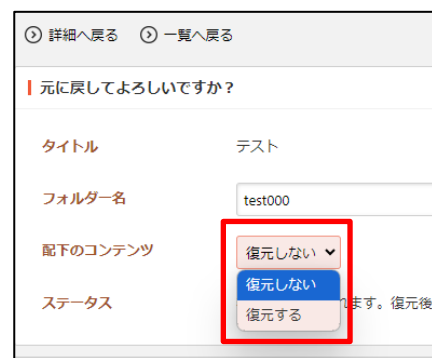 詳細へ戻る 一覧へ戻る
元に戻してよろしいですか？
タイトル テスト
フォルダー名 test000
配下のコンテンツ 復元しない
復元しない
復元する
ステータス れます。復元後